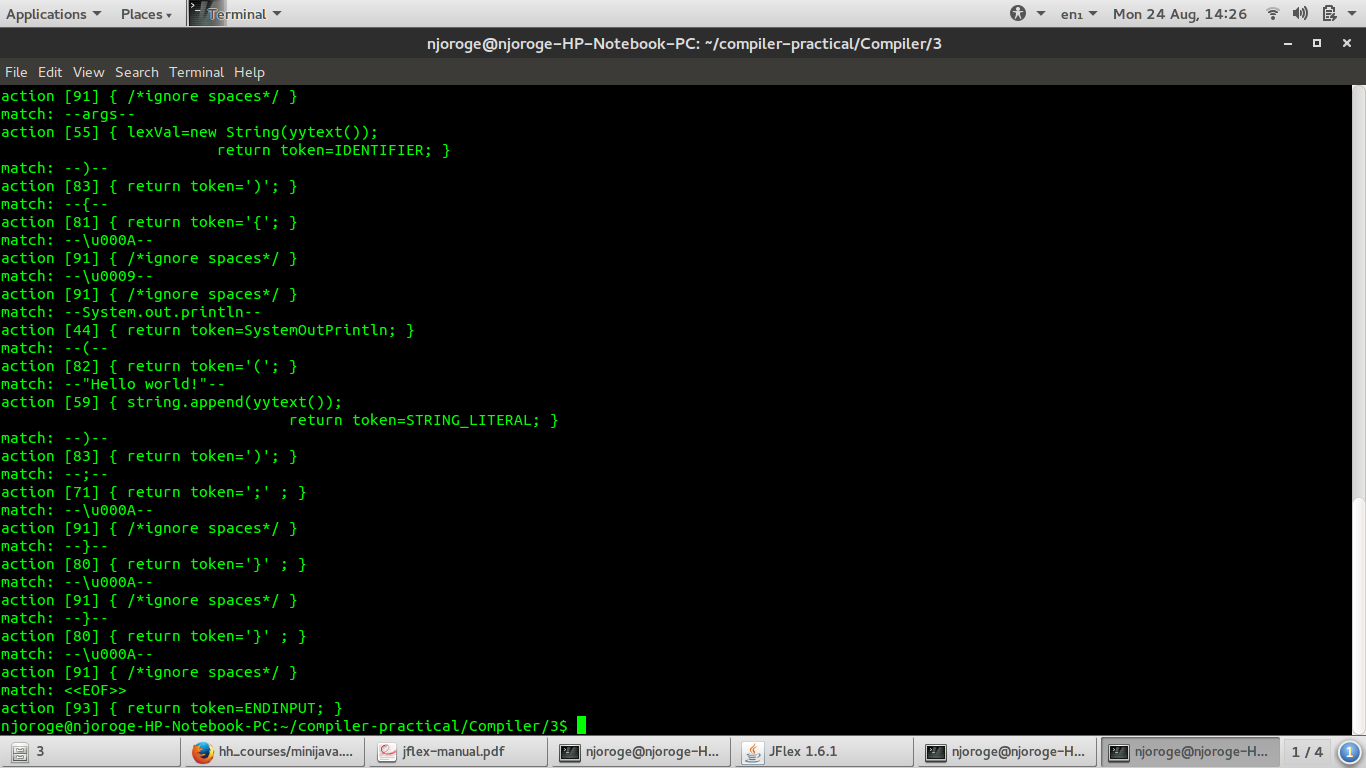 Applications Places Terminal en₁ Mon 24 Aug, 14:26
njoroge@njoroge-HP-Notebook-PC: ~/compiler-practical/Compiler/3
File Edit View Search Terminal Help
action [91] { /*ignore spaces*/ }
match: --args--
action [55] { lexVal=new String(yytext());
                        return token=IDENTIFIER; }
match: --)--
action [83] { return token=')'; }
match: --{--
action [81] { return token='{'; }
match: --\u000A--
action [91] { /*ignore spaces*/ }
match: --\u0009--
action [91] { /*ignore spaces*/ }
match: --System.out.println--
action [44] { return token=SystemOutPrintln; }
match: --(--
action [82] { return token='('; }
match: --"Hello world!"--
action [59] { string.append(yytext());
                                return token=STRING_LITERAL; }
match: --)--
action [83] { return token=')'; }
match: --;--
action [71] { return token=';' ; }
match: --\u000A--
action [91] { /*ignore spaces*/ }
match: --}--
action [80] { return token='}' ; }
match: --\u000A--
action [91] { /*ignore spaces*/ }
match: --}--
action [80] { return token='}' ; }
match: --\u000A--
action [91] { /*ignore spaces*/ }
match: <<EOF>>
action [93] { return token=ENDINPUT; }
njoroge@njoroge-HP-Notebook-PC:~/compiler-practical/Compiler/3$
3 hh_courses/minijava.... jflex-manual.pdf njoroge@njoroge-H... JFlex 1.6.1 njoroge@njoroge-H... njoroge@njoroge-H... 1 / 4 1